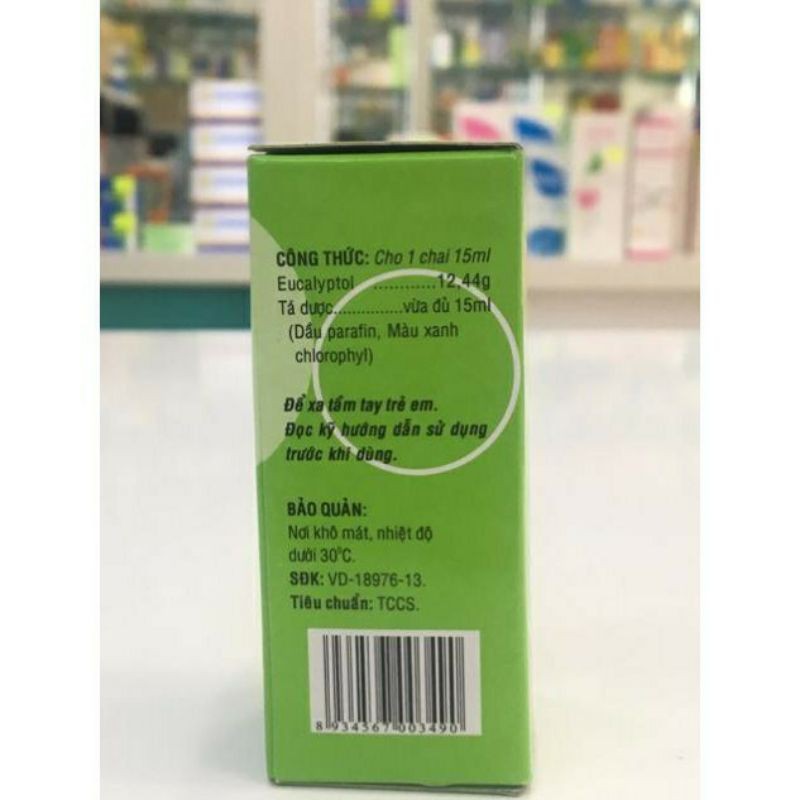 CÔNG THỨC: Cho 1 chai 15ml
Eucalyptol ............12,44g
Tá dược..............vừa đủ 15ml
(Dầu parafin, Màu xanh
chlorophyl)
Để xa tầm tay trẻ em.
Đọc kỹ hướng dẫn sử dụng
trước khi dùng.
BẢO QUẢN:
Nơi khô mát, nhiệt độ
dưới 30°C.
SĐK: VD-18976-13.
Tiêu chuẩn: TCCS.
8 934567 003490